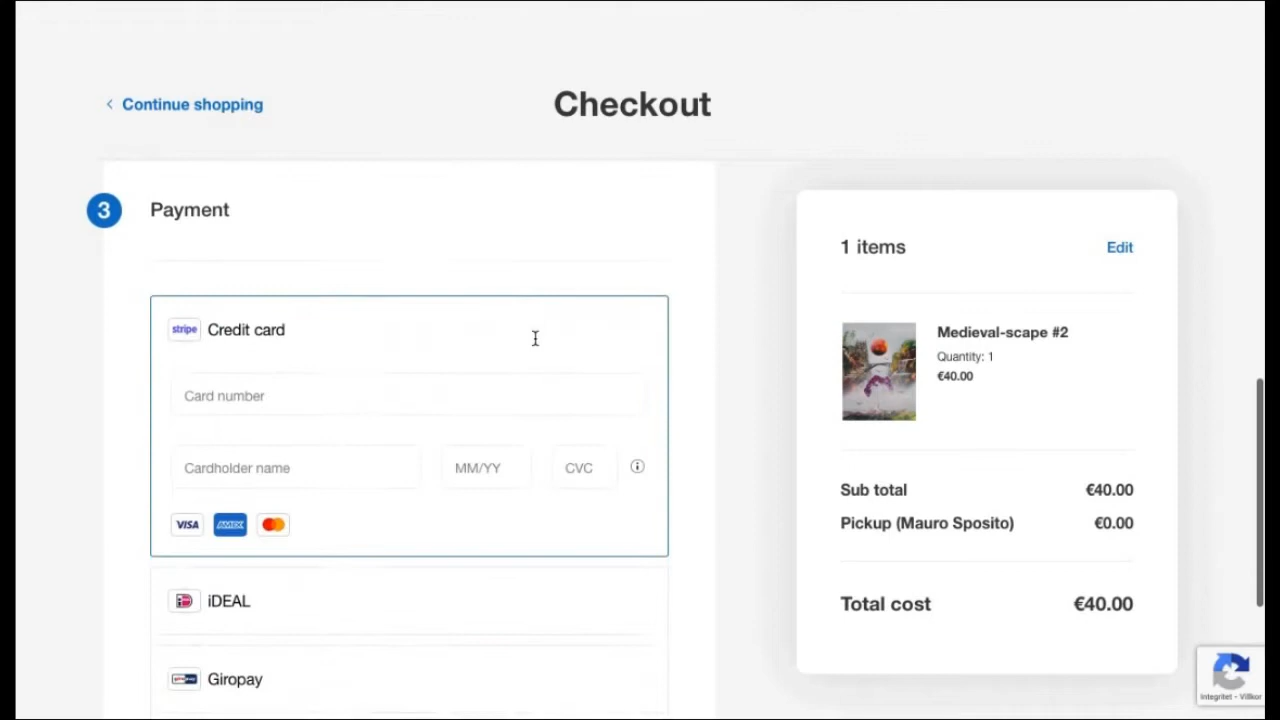 Continue shopping
Checkout
3
Payment
stripe
Credit card
Card number
Cardholder name
MM/YY
CVC
VISA
AMEX
iDEAL
Giropay
1 items
Edit
Medieval-scape #2
Quantity: 1
€40.00
Sub total
€40.00
Pickup (Mauro Sposito)
€0.00
Total cost
€40.00
Integritet - Villkor